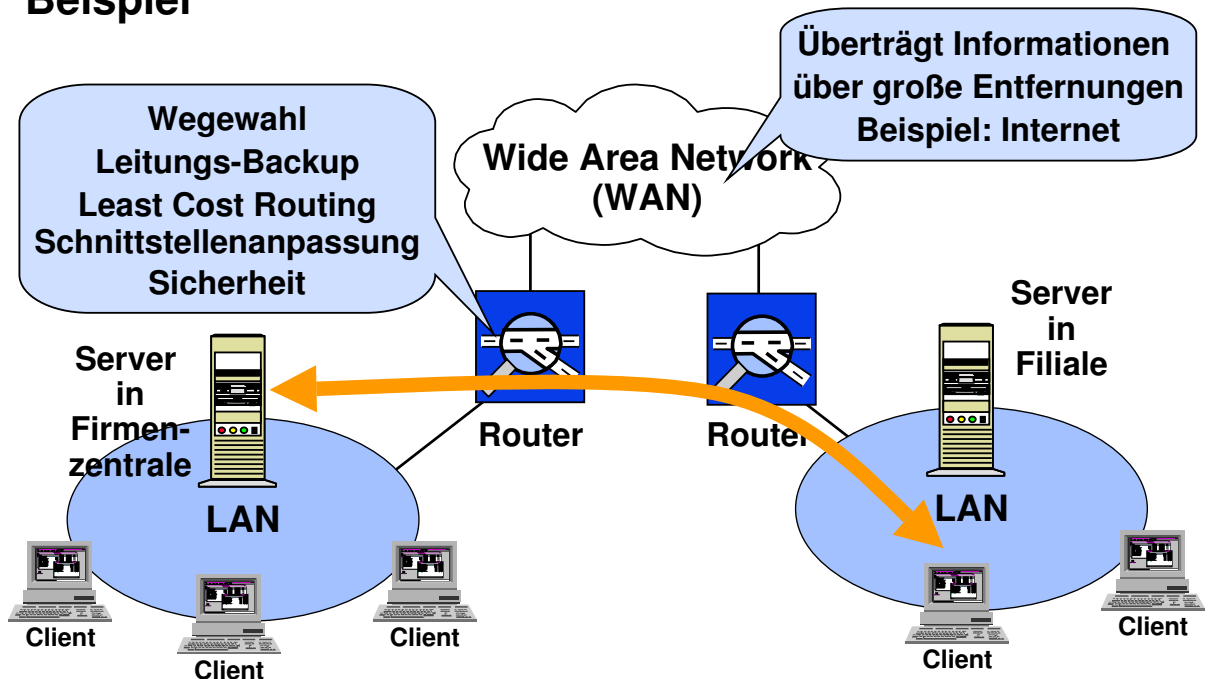 Beispiel
Überträgt Informationen
über große Entfernungen
Beispiel: Internet
Wegewahl
Leitungs-Backup
Least Cost Routing
Schnittstellenanpassung
Sicherheit
Wide Area Network
(WAN)
Server
in
Firmen-
zentrale
Router
Router
Server
in
Filiale
LAN
LAN
Client
Client
Client
Client
Client